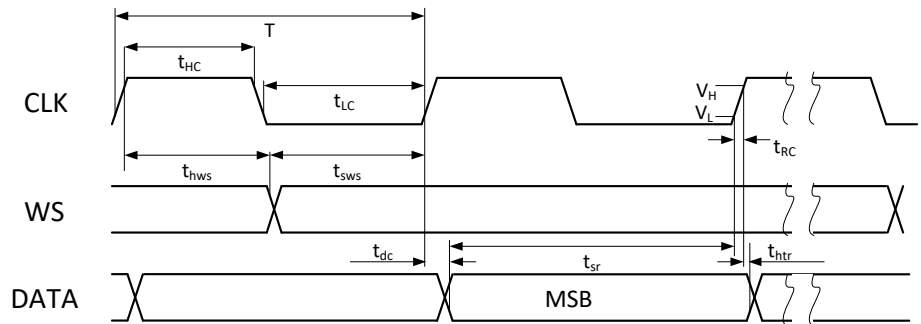 T
tHC
tLC
CLK
VH
VL
tRC
thws
tsws
WS
tdc
tsr
thtr
DATA
MSB